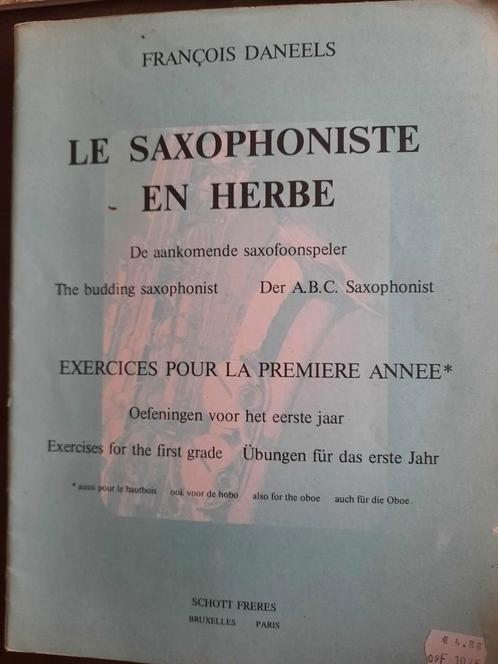 FRANÇOIS DANEELS
LE SAXOPHONISTE
EN HERBE
De aankomende saxofoonspeler
The budding saxophonist Der A.B.C. Saxophonist
EXERCICES POUR LA PREMIERE ANNEE*
Oefeningen voor het eerste jaar
Exercises for the first grade Übungen für das erste Jahr
* aussi pour le hautbois ook voor de hobo also for the oboe auch für die Oboe.
SCHOTT FRERES
BRUXELLES PARIS
€ 4.88